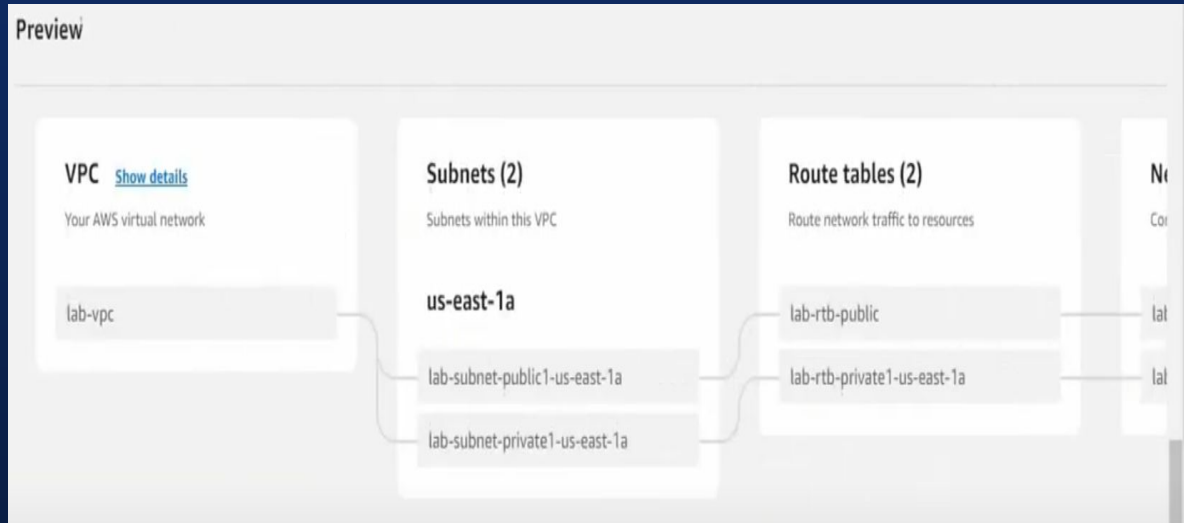 Preview
VPC Show details
Your AWS virtual network
lab-vpc
Subnets (2)
Subnets within this VPC
us-east-1a
lab-subnet-public1-us-east-1a
lab-subnet-private1-us-east-1a
Route tables (2)
Route network traffic to resources
lab-rtb-public
lab-rtb-private1-us-east-1a